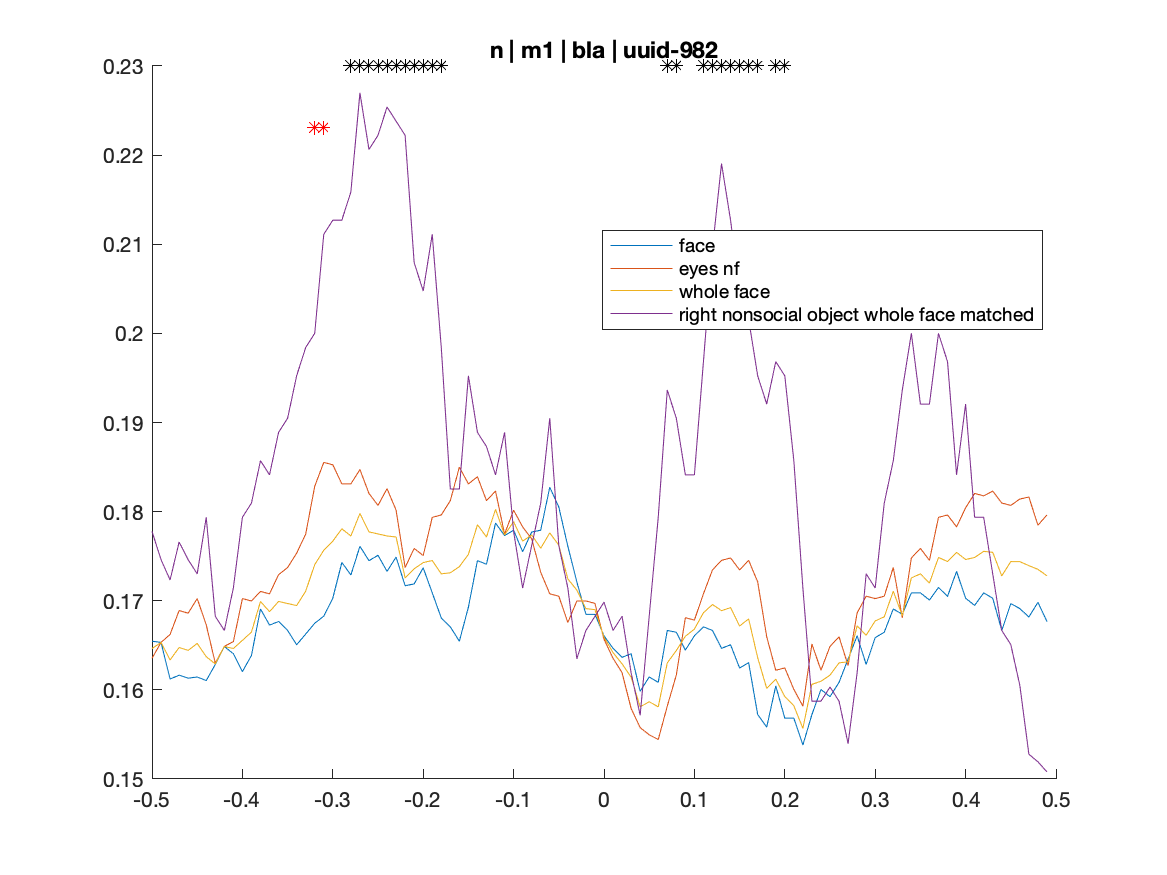 n | m1 | bla | uuid-982
0.23
0.22
0.21
0.2
0.19
0.18
0.17
0.16
0.15
face
eyes nf
whole face
right nonsocial object whole face matched
-0.5 -0.4 -0.3 -0.2 -0.1 0 0.1 0.2 0.3 0.4 0.5